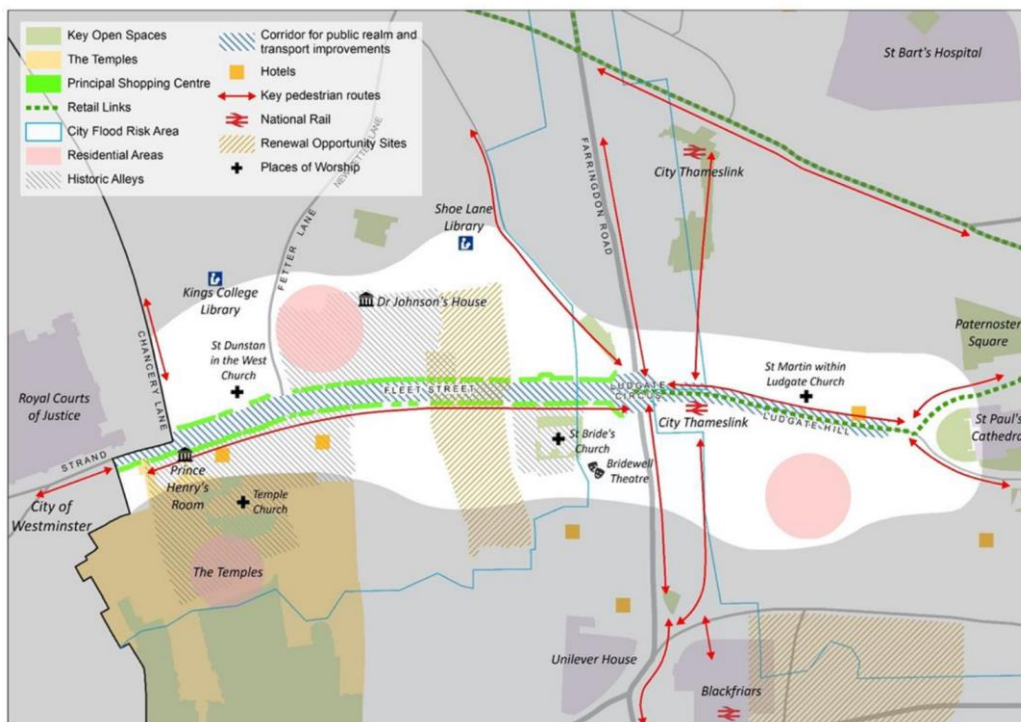 Key Open Spaces
The Temples
Principal Shopping Centre
Retail Links
City Flood Risk Area
Residential Areas
Historic Alleys
Corridor for public realm and
transport improvements
Hotels
Key pedestrian routes
National Rail
Renewal Opportunity Sites
Places of Worship
St Bart's Hospital
NEW FETTER LANE
FETTER LANE
FARRINGDON ROAD
City Thameslink
Shoe Lane
Library
Kings College
Library
Dr Johnson's House
St Dunstan
in the West
Church
CHANCERY LANE
Royal Courts
of Justice
FLEET STREET
LUDGATE
CIRCUS
St Martin within
Ludgate Church
Paternoster
Square
City Thameslink
LUDGATE-HILL
St Paul's
Cathedra
STRAND
City of
Westminster
Prince
Henry's
Room
Temple
Church
St Bride's
Church
Bridewell
Theatre
The Temples
Unilever House
Blackfriars